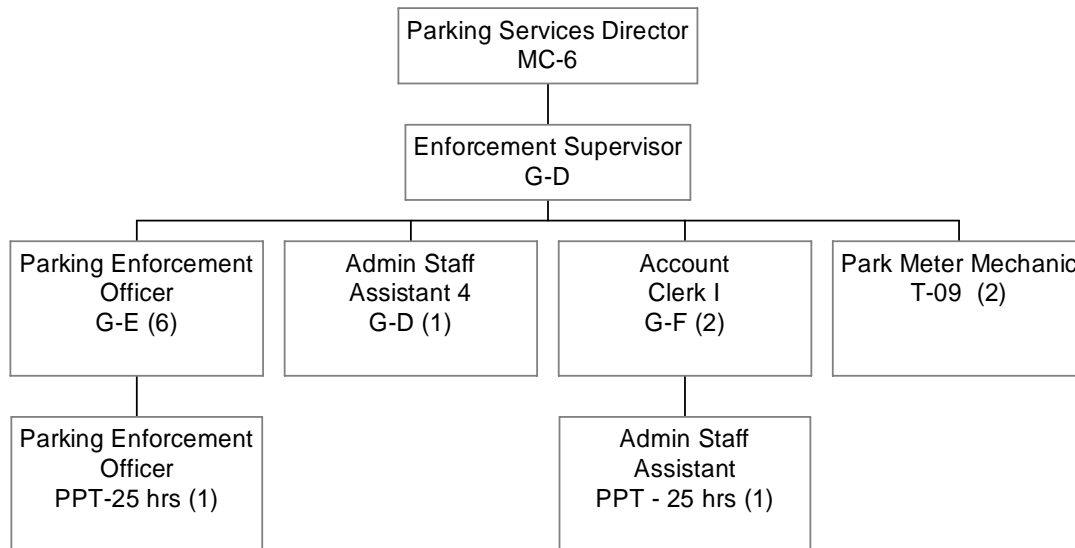 Parking Services Director
MC-6
Enforcement Supervisor
G-D
Parking Enforcement
Officer
G-E (6)
Admin Staff
Assistant 4
G-D (1)
Account
Clerk I
G-F (2)
Park Meter Mechanic
T-09 (2)
Parking Enforcement
Officer
PPT-25 hrs (1)
Admin Staff
Assistant
PPT - 25 hrs (1)